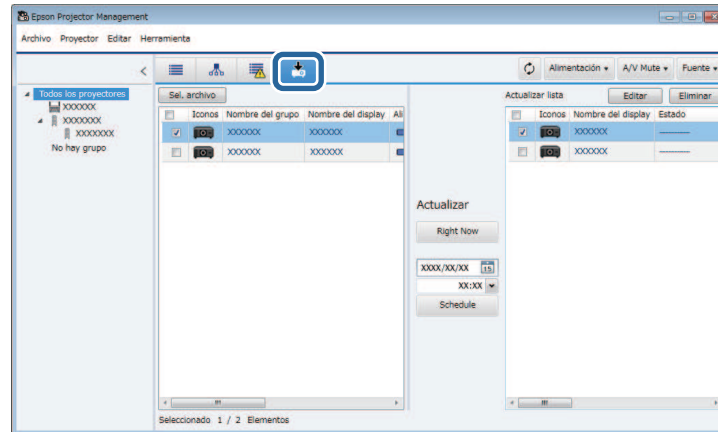 Epson Projector Management
Archivo Proyector Editar Herramienta
Alimentación A/V Mute Fuente
Todos los proyectores
XXXXXX
XXXXXXX
XXXXXXX
No hay grupo
Sel. archivo
Iconos Nombre del grupo Nombre del display Ali
XXXXXX XXXXXX
XXXXXX XXXXXX
Seleccionado 1 / 2 Elementos
Actualizar
Right Now
XXXX/XX/XX 15
XX:XX
Schedule
Actualizar lista Editar Eliminar
Iconos Nombre del display Estado
XXXXXX ———
XXXXXX ———